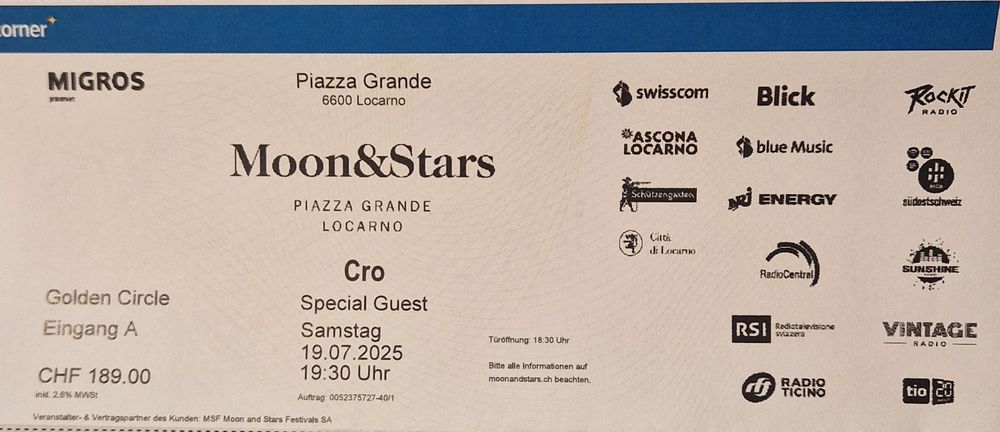 corner
MIGROS
präsentiert
Piazza Grande
6600 Locarno
Moon&Stars
PIAZZA GRANDE
LOCARNO
Cro
Special Guest
Samstag
19.07.2025
19:30 Uhr
Auftrag: 0052375727-40/1
Golden Circle
Eingang A
CHF 189.00
inkl. 2.6% MWSt
Veranstalter- & Vertragspartner des Kunden: MSF Moon and Stars Festivals SA
Türöffnung: 18:30 Uhr
Bitte alle Informationen auf
moonandstars.ch beachten.
swisscom
Blick
ROCKIT
RADIO
ASCONA
LOCARNO
blue Music
südostschweiz
Schützengarten
NRJ ENERGY
Città
di Locarno
RadioCentral
SUNSHINE
RADIO
RSI Radiotelevisione
svizzera
VINTAGE
RADIO
RADIO
TICINO
tio 20